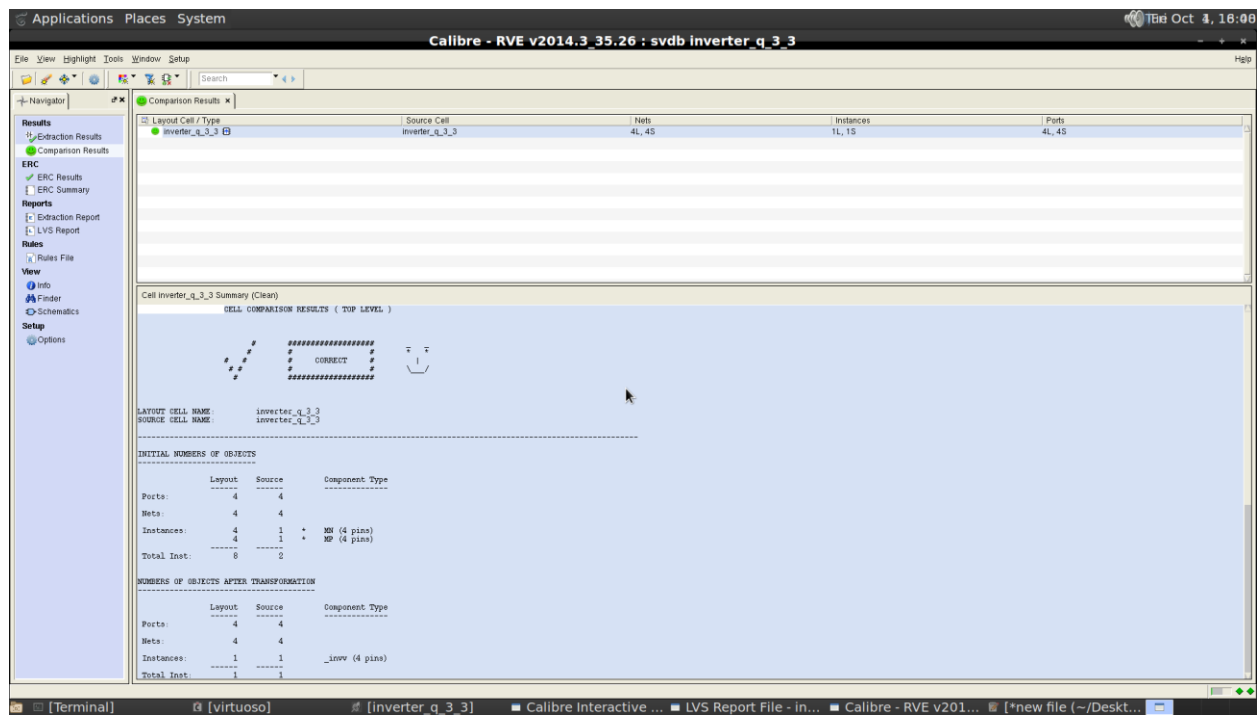 Applications Places System
Oct
Calibre - RVE v2014.3_35.26 : svdb inverter_q_3_3
File View Highlight Tools Window Setup
Help
Search
Navigator
Comparison Results
Results
Extraction Results
Comparison Results
ERC
ERC Results
ERC Summary
Reports
Extraction Report
LVS Report
Rules
Rules File
View
Info
Finder
Schematics
Setup
Options
Layout Cell / Type Source Cell Nets Instances Ports
inverter_q_3_3 inverter_q_3_3 4L, 4S 1L, 1S 4L, 4S
Cell inverter_q_3_3 Summary (Clean)
CELL COMPARISON RESULTS ( TOP LEVEL )
CORRECT
LAYOUT CELL NAME: inverter_q_3_3
SOURCE CELL NAME: inverter_q_3_3
INITIAL NUMBERS OF OBJECTS
Layout Source Component Type
Ports: 4 4
Nets: 4 4
Instances: 4 1 * MN (4 pins)
4 1 * MP (4 pins)
Total Inst: 8 2
NUMBERS OF OBJECTS AFTER TRANSFORMATION
Layout Source Component Type
Ports: 4 4
Nets: 4 4
Instances: 1 1 _invv (4 pins)
Total Inst: 1 1
[Terminal] [virtuoso] [inverter_q_3_3] Calibre Interactive ... LVS Report File - in... Calibre - RVE v201... [*new file (~/Deskt...